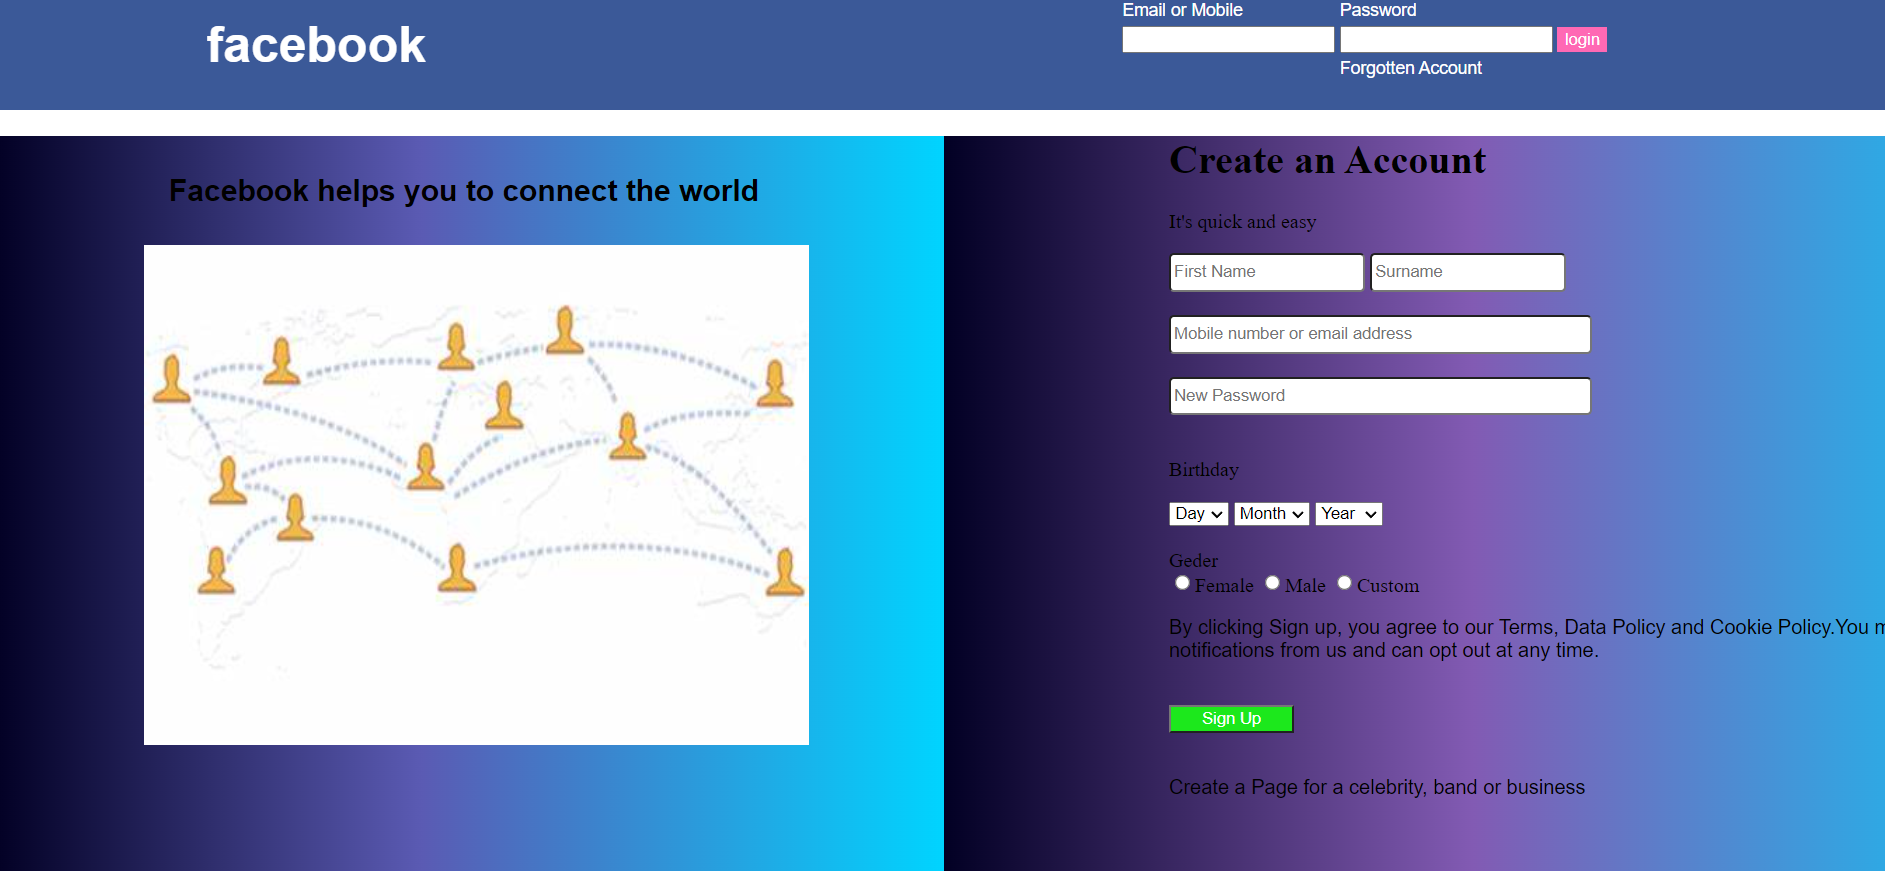 facebook
Email or Mobile Password
login
Forgotten Account
Facebook helps you to connect the world
Create an Account
It's quick and easy
First Name Surname
Mobile number or email address
New Password
Birthday
Day Month Year
Geder
Female Male Custom
By clicking Sign up, you agree to our Terms, Data Policy and Cookie Policy.You
notifications from us and can opt out at any time.
Sign Up
Create a Page for a celebrity, band or business